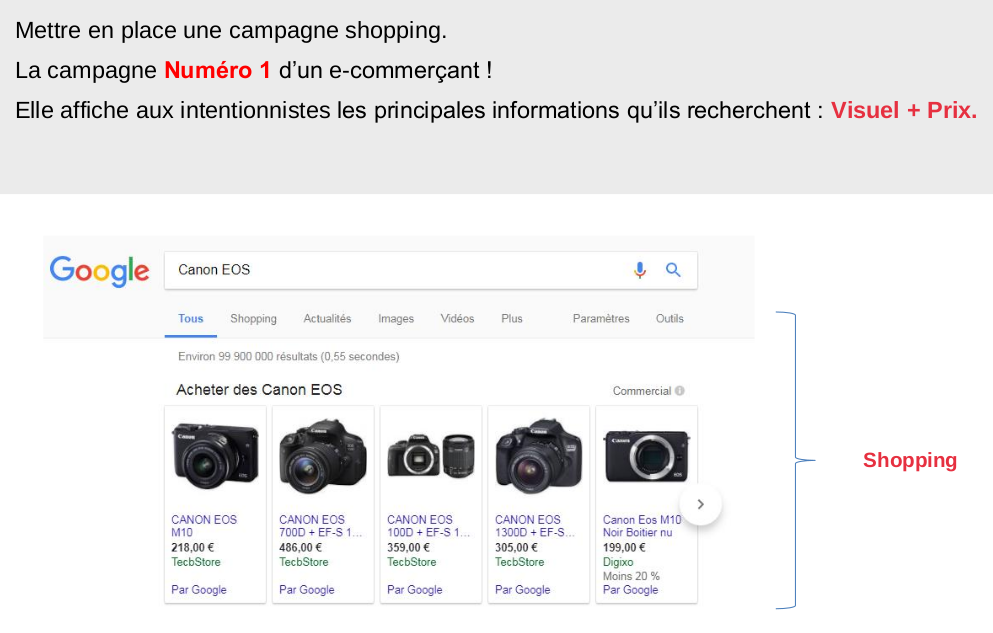 Mettre en place une campagne shopping.
La campagne Numéro 1 d’un e-commerçant !
Elle affiche aux intentionnistes les principales informations qu’ils recherchent : Visuel + Prix.
Google
Canon EOS
Tous Shopping Actualités Images Vidéos Plus Paramètres Outils
Environ 99 900 000 résultats (0,55 secondes)
Acheter des Canon EOS
Commercial
CANON EOS
M10
218,00 €
TecbStore
Par Google
CANON EOS
700D + EF-S 1…
486,00 €
TecbStore
Par Google
CANON EOS
100D + EF-S 1…
359,00 €
TecbStore
Par Google
CANON EOS
1300D + EF-S…
305,00 €
TecbStore
Par Google
Canon Eos M10
Noir Boitier nu
199,00 €
Digixo
Moins 20 %
Par Google
Shopping